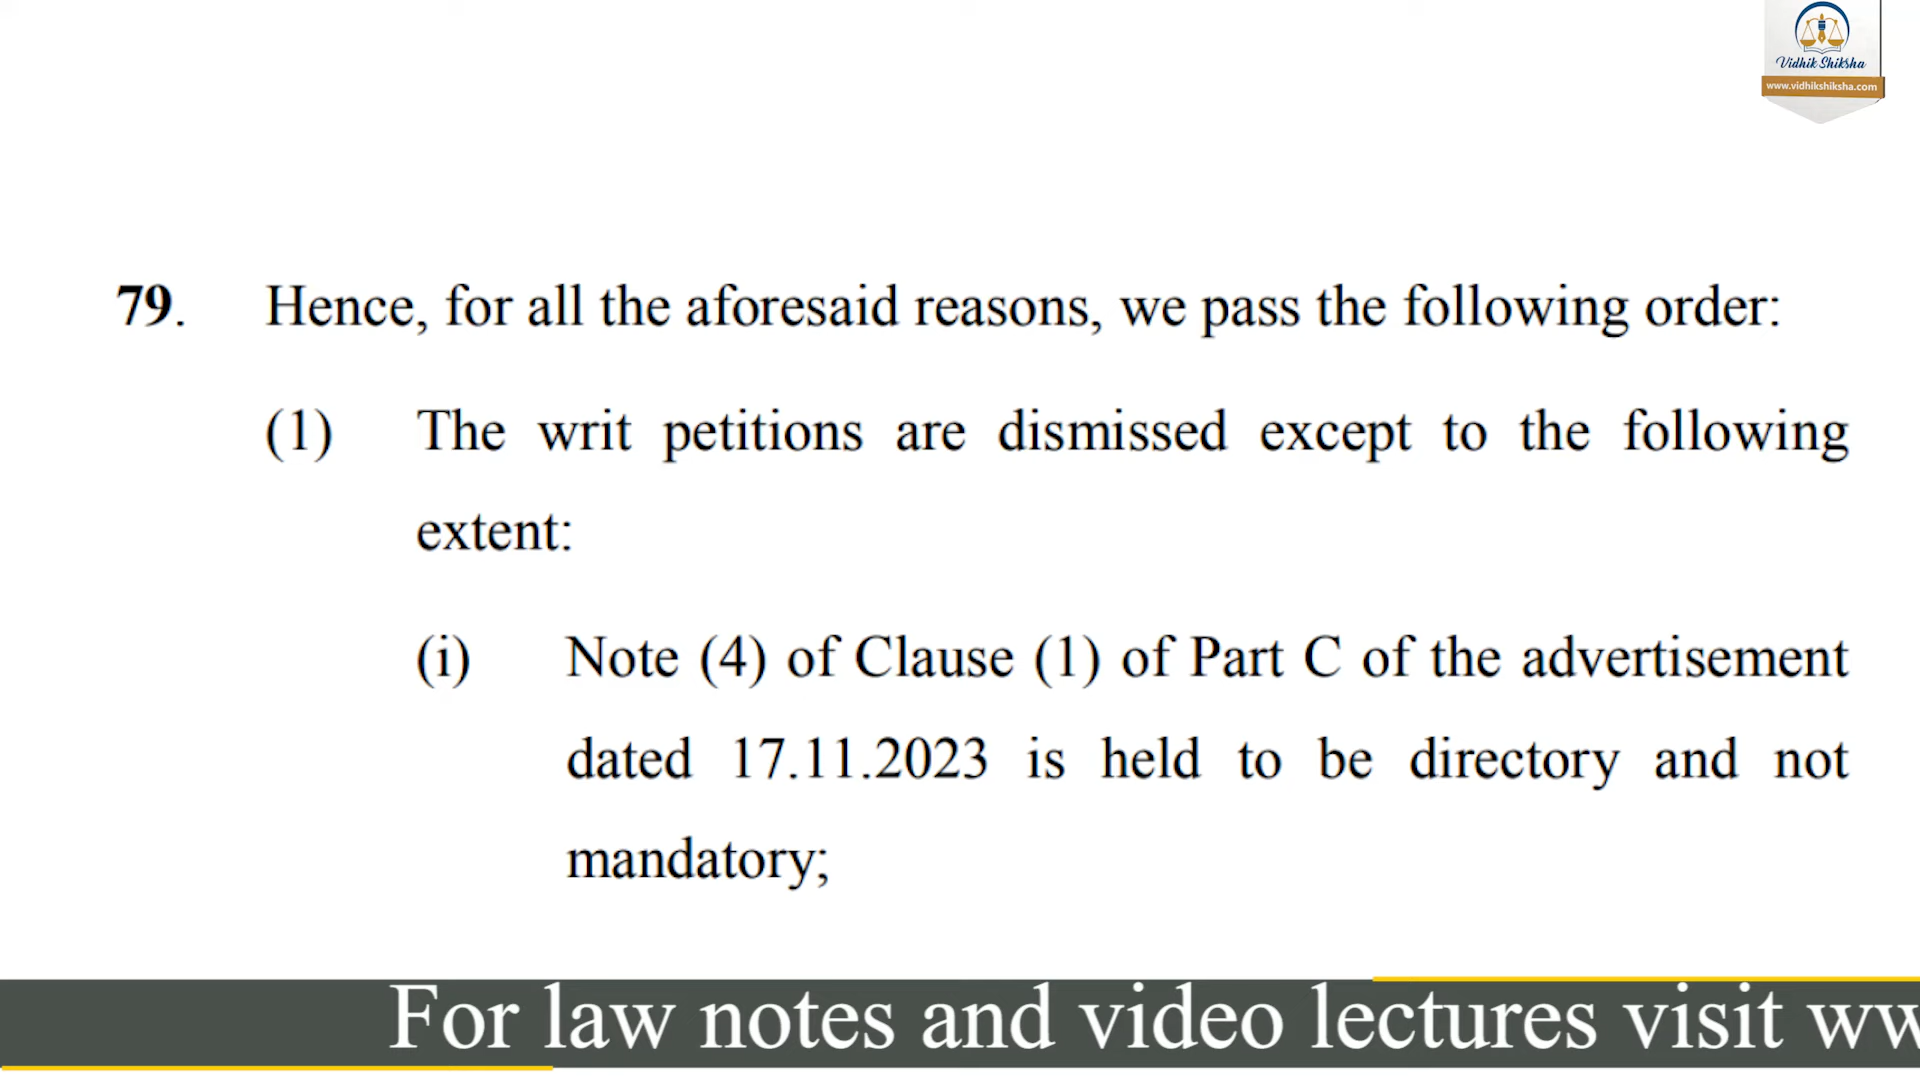 Vidhik Shiksha
www.vidhikshiksha.com
79. Hence, for all the aforesaid reasons, we pass the following order:
(1) The writ petitions are dismissed except to the following
extent:
(i) Note (4) of Clause (1) of Part C of the advertisement
dated 17.11.2023 is held to be directory and not
mandatory;
For law notes and video lectures visit ww